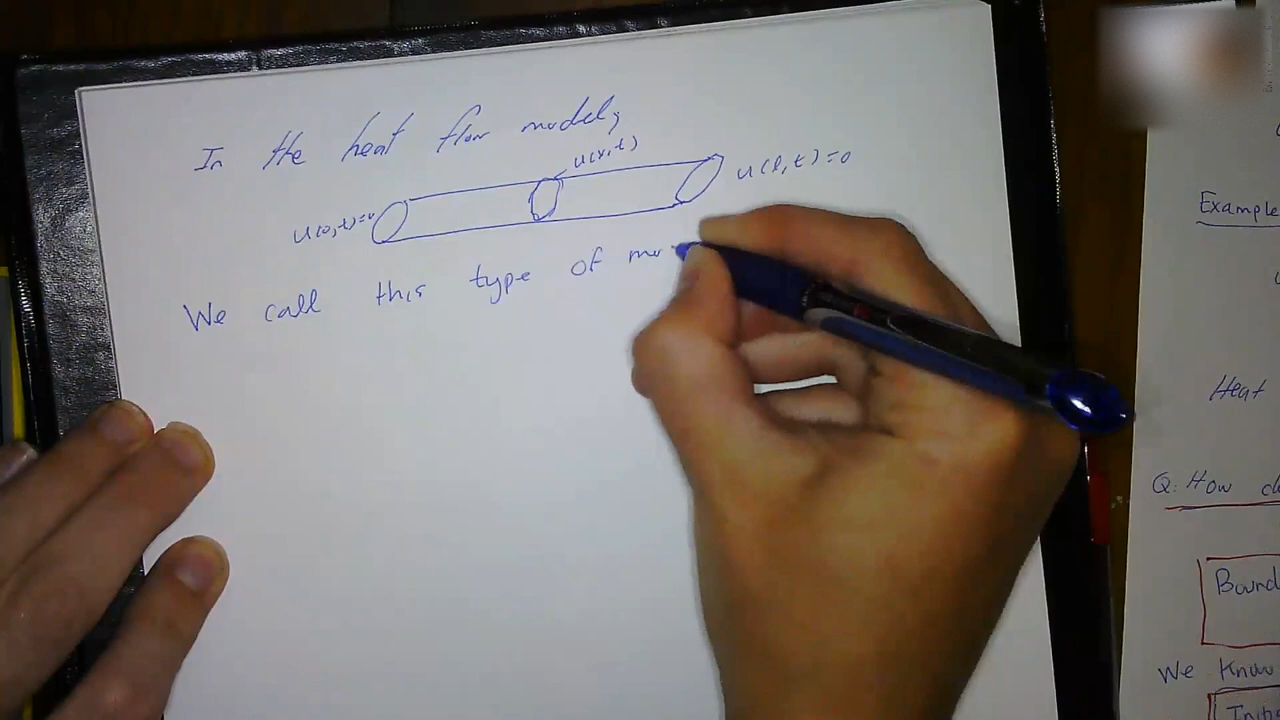 In the heat flow model,
u(x,t)
u(l,t)=0
u(0,t)=0
We call this type of mo
Example
Heat
Q: How d
Bound
We Know
Initi